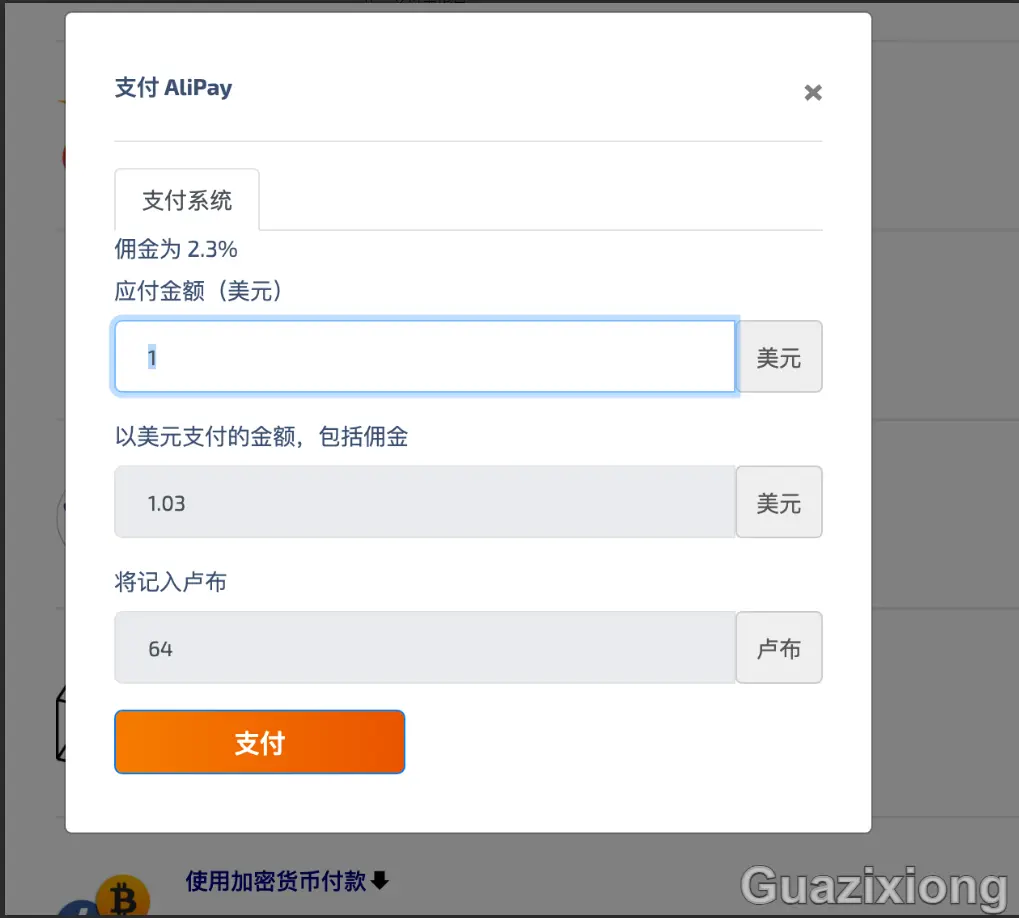 支付 AliPay
×
支付系统
佣金为 2.3%
应付金额（美元）
1
美元
以美元支付的金额，包括佣金
1.03
美元
将记入卢布
64
卢布
支付
使用加密货币付款
Guazixiong